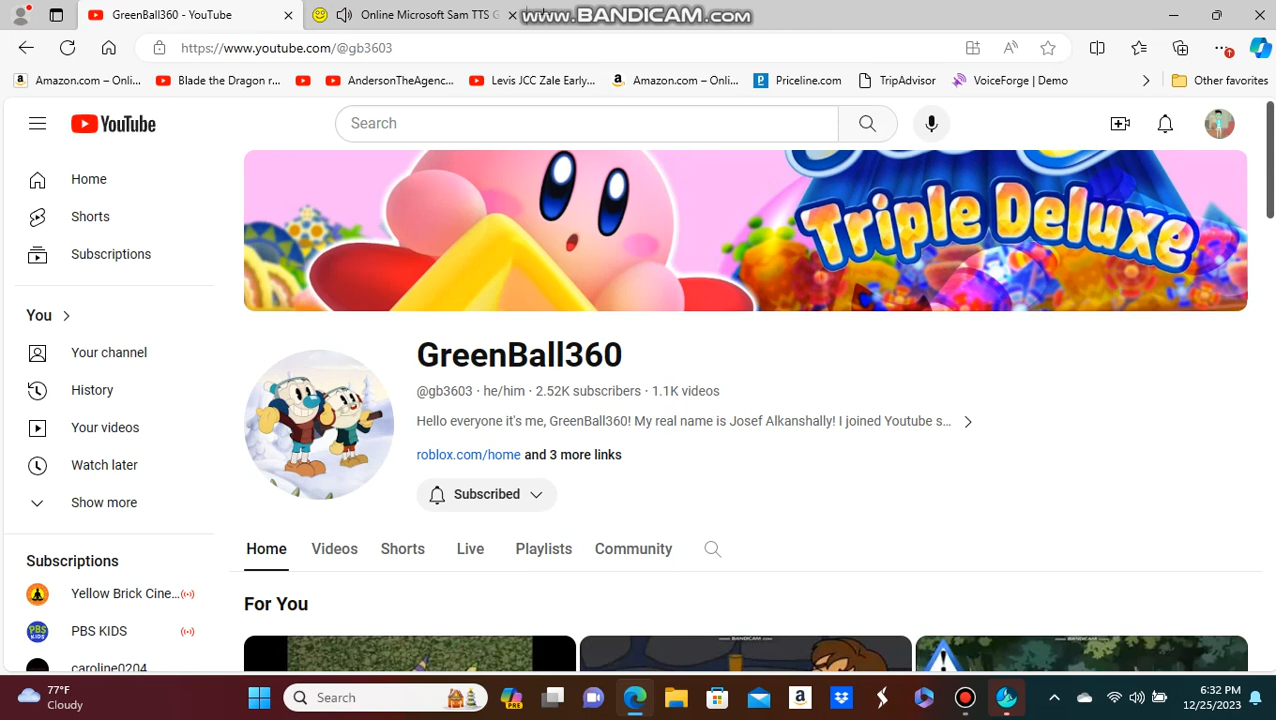 GreenBall360 - YouTube
Online Microsoft Sam TTS G
www.BANDICAM.com
https://www.youtube.com/@gb3603
Amazon.com – Onli...
Blade the Dragon r...
AndersonTheAgenc...
Levis JCC Zale Early...
Amazon.com – Onli...
Priceline.com
TripAdvisor
VoiceForge | Demo
Other favorites
YouTube
Search
Home
Shorts
Subscriptions
You
Your channel
History
Your videos
Watch later
Show more
Subscriptions
Yellow Brick Cine...
PBS KIDS
caroline0204
Triple Deluxe
GreenBall360
@gb3603 · he/him · 2.52K subscribers · 1.1K videos
Hello everyone it's me, GreenBall360! My real name is Josef Alkanshally! I joined Youtube s...
roblox.com/home and 3 more links
Subscribed
Home
Videos
Shorts
Live
Playlists
Community
For You
77°F
Cloudy
Search
PRE
6:32 PM
12/25/2023